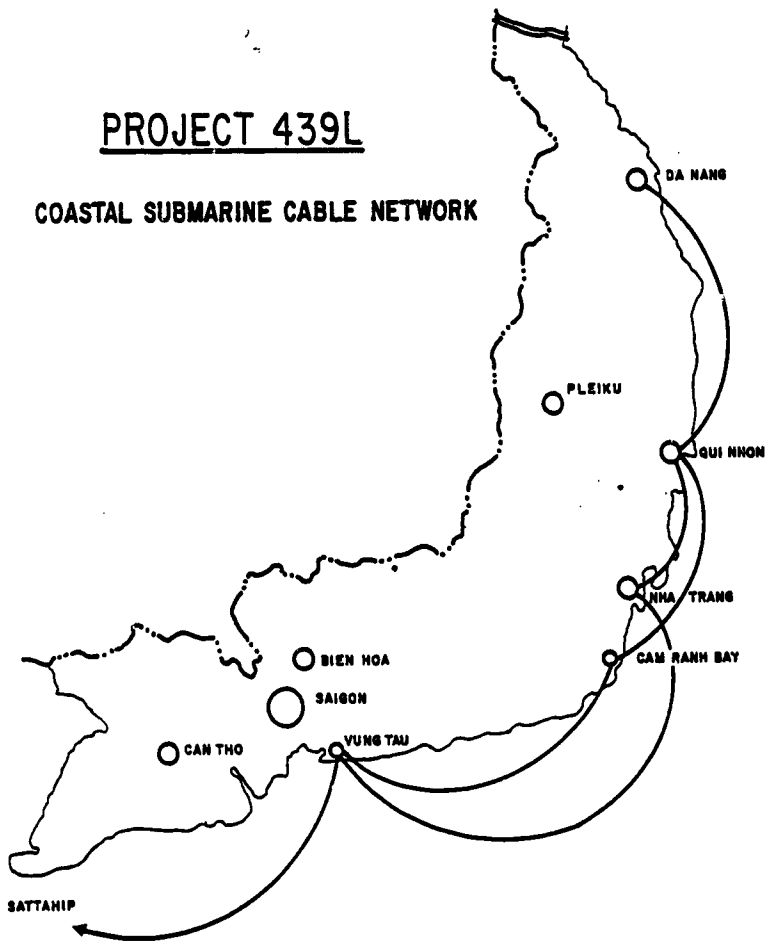 PROJECT 439L
COASTAL SUBMARINE CABLE NETWORK
DA NANG
PLEIKU
QUI NHON
NHA TRANG
CAM RANH BAY
BIEN HOA
SAIGON
VUNG TAU
CAN THO
SATTAHIP